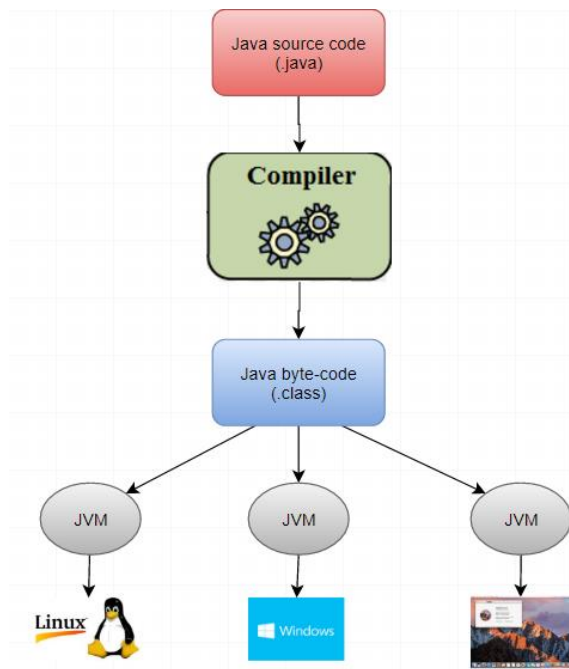 Java source code
(.java)
Compiler
Java byte-code
(.class)
JVM
JVM
JVM
Linux
Windows